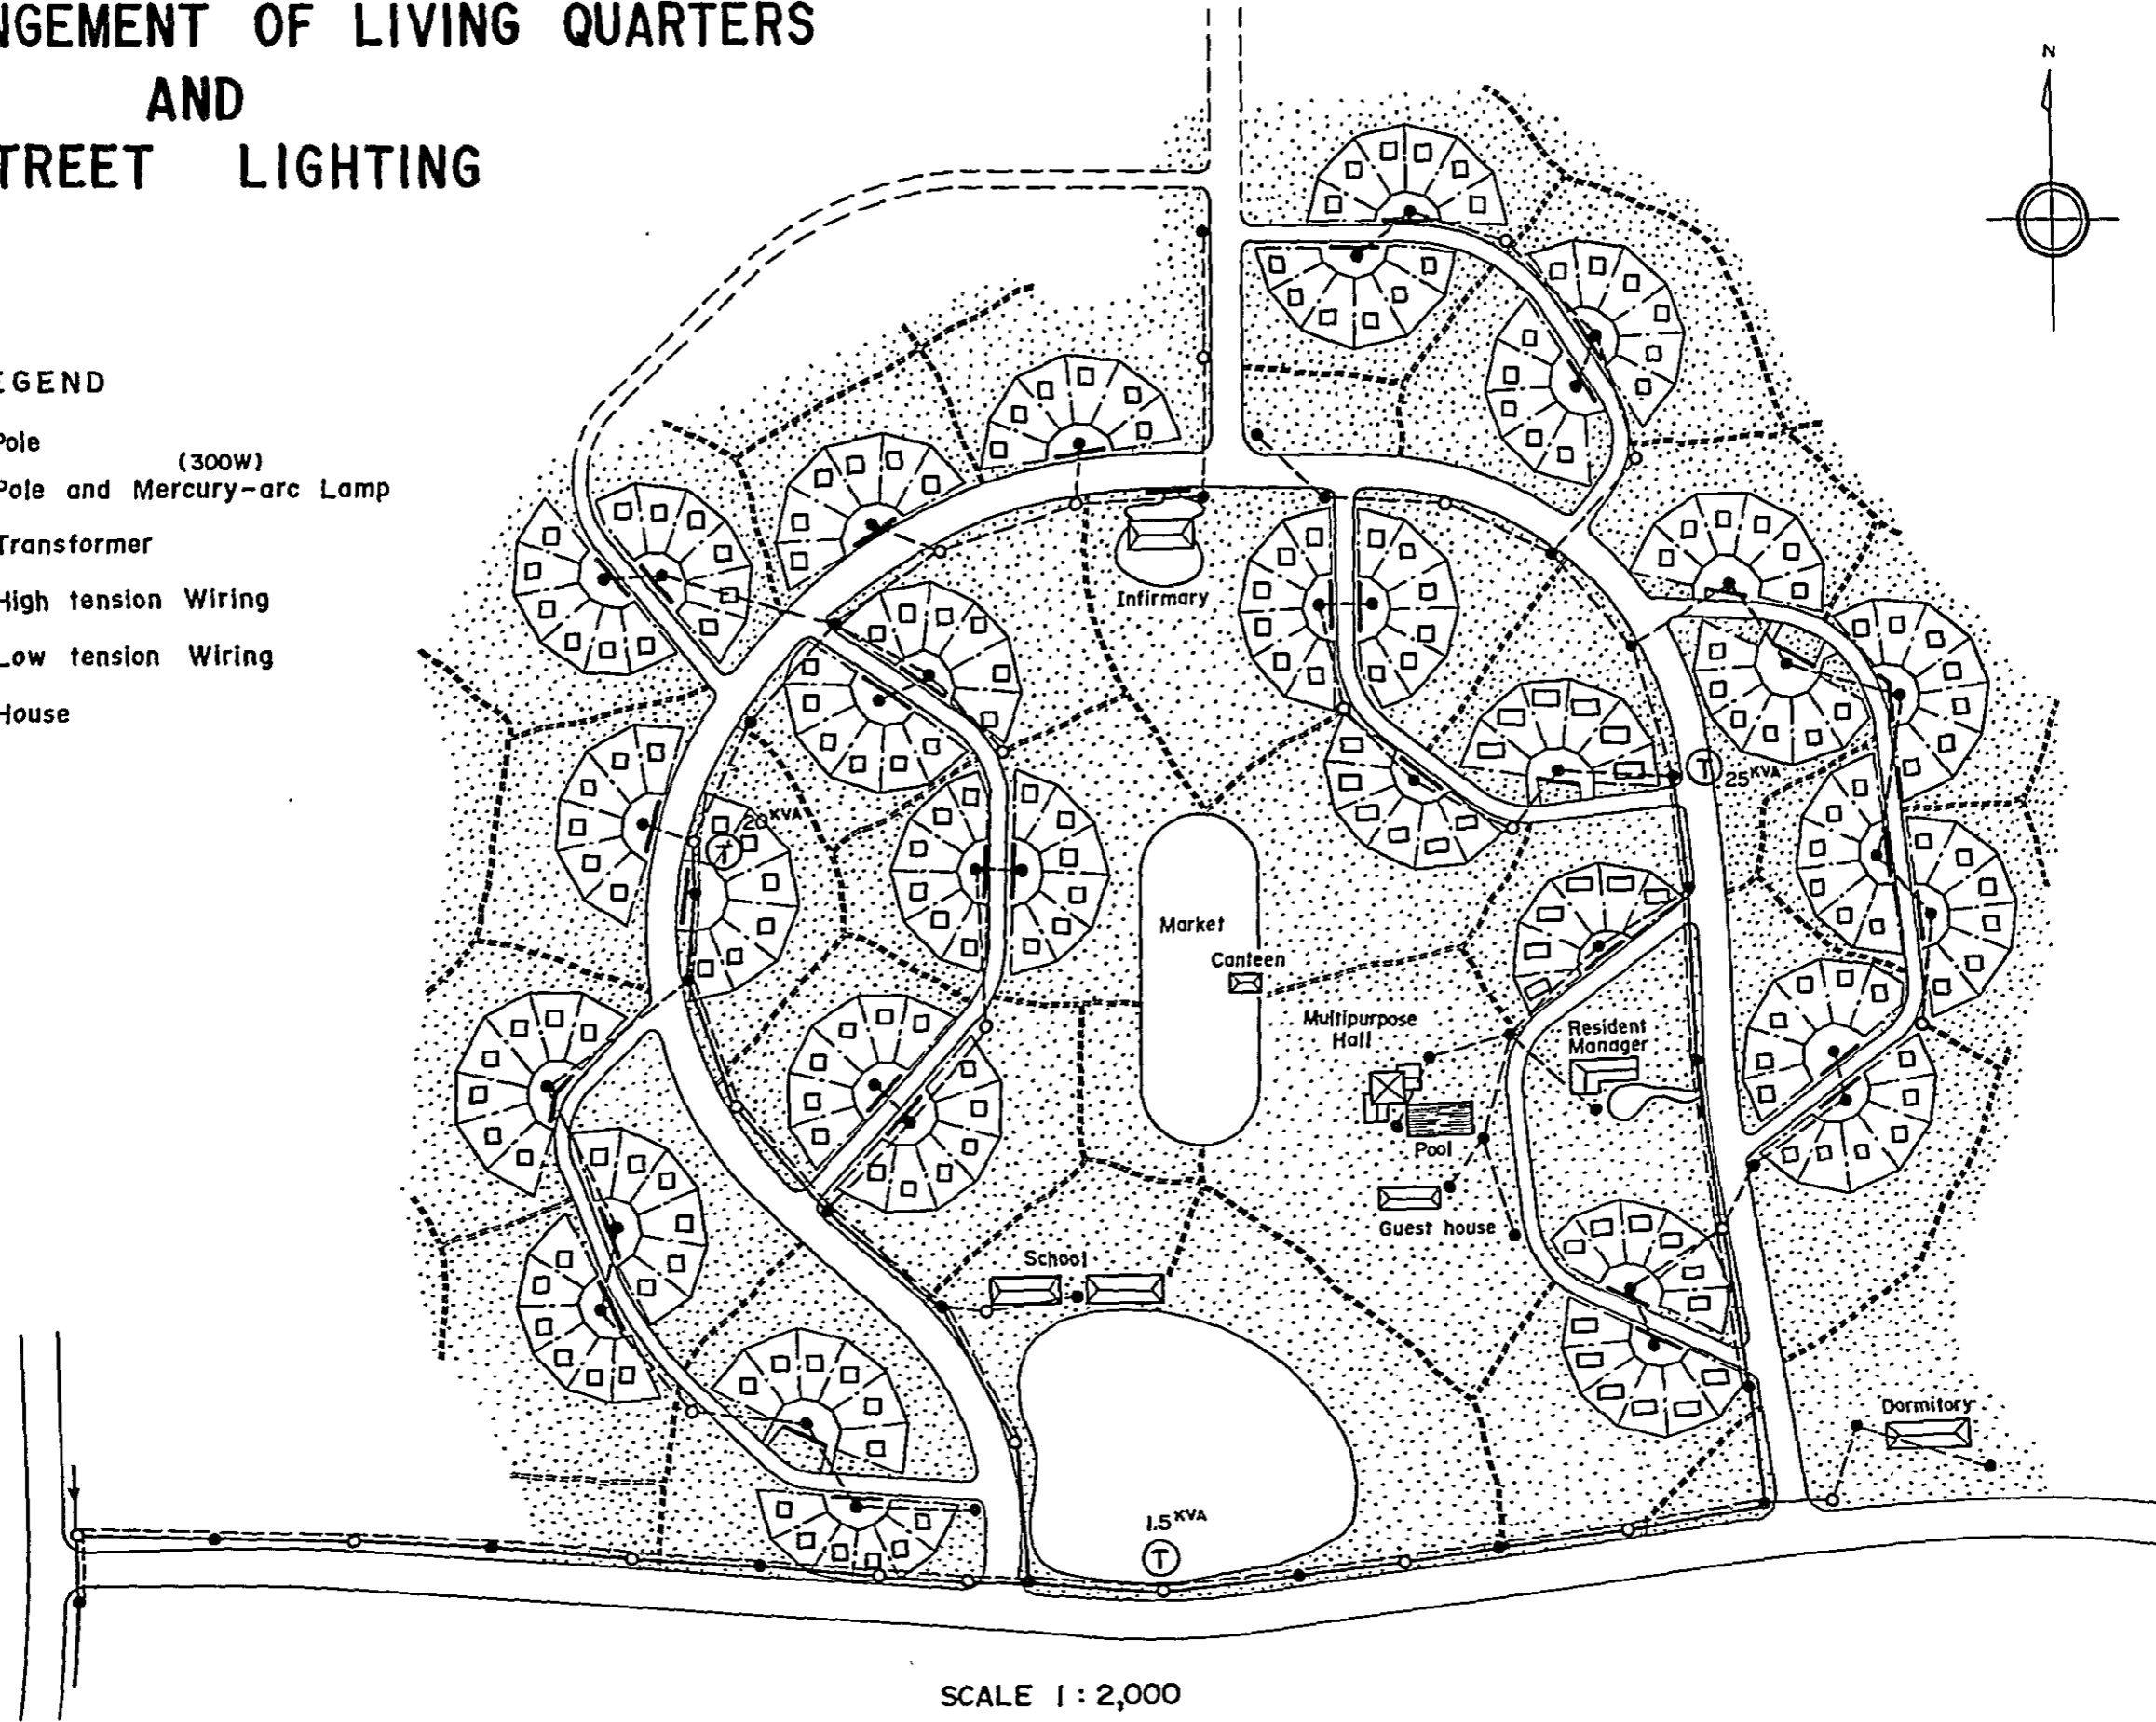 NGEMENT OF LIVING QUARTERS
AND
TREET LIGHTING
N
EGEND
Pole
(300W)
Pole and Mercury-arc Lamp
Transformer
High tension Wiring
Low tension Wiring
House
Infirmary
T 25KVA
20KVA
T
Market
Canteen
Multipurpose
Hall
Resident
Manager
Pool
Guest house
School
Dormitory
1.5KVA
T
SCALE 1 : 2,000